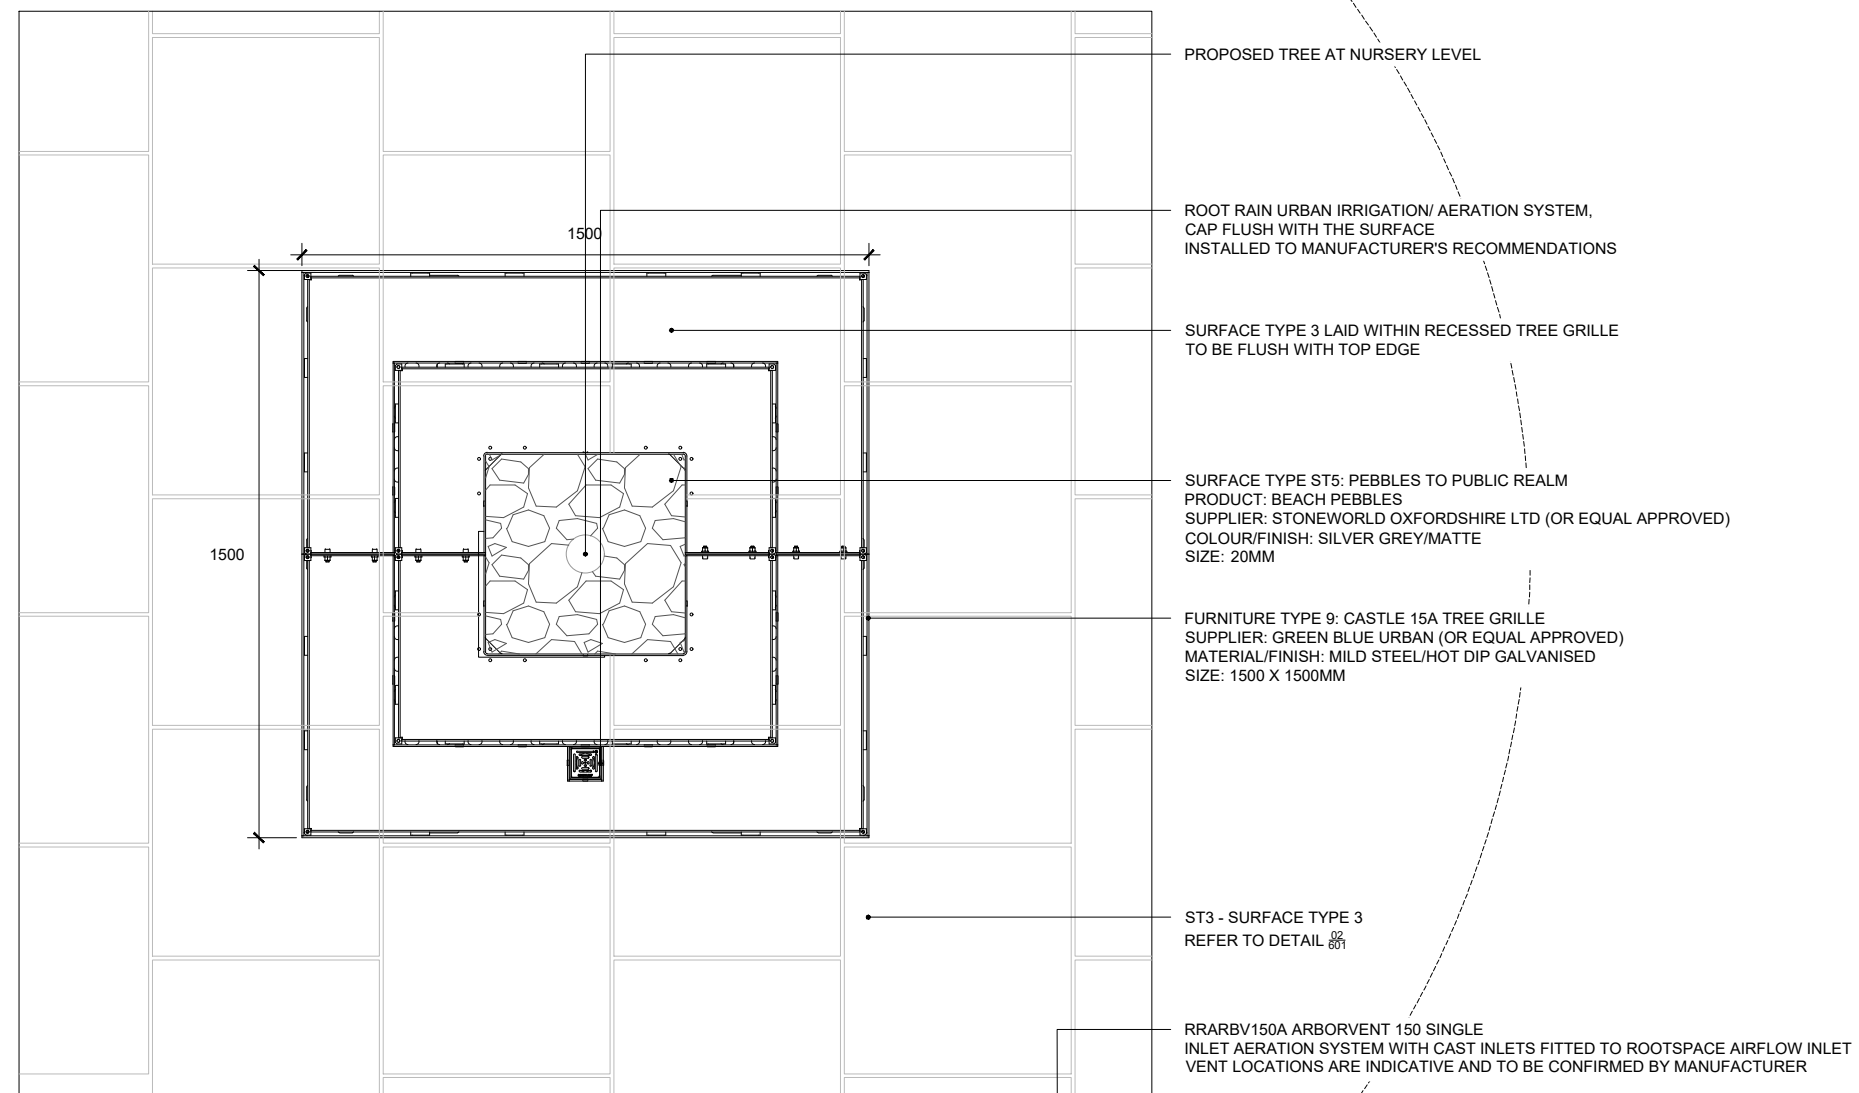 PROPOSED TREE AT NURSERY LEVEL
ROOT RAIN URBAN IRRIGATION/ AERATION SYSTEM,
CAP FLUSH WITH THE SURFACE
INSTALLED TO MANUFACTURER'S RECOMMENDATIONS
1500
SURFACE TYPE 3 LAID WITHIN RECESSED TREE GRILLE
TO BE FLUSH WITH TOP EDGE
SURFACE TYPE ST5: PEBBLES TO PUBLIC REALM
PRODUCT: BEACH PEBBLES
SUPPLIER: STONEWORLD OXFORDSHIRE LTD (OR EQUAL APPROVED)
COLOUR/FINISH: SILVER GREY/MATTE
SIZE: 20MM
1500
FURNITURE TYPE 9: CASTLE 15A TREE GRILLE
SUPPLIER: GREEN BLUE URBAN (OR EQUAL APPROVED)
MATERIAL/FINISH: MILD STEEL/HOT DIP GALVANISED
SIZE: 1500 X 1500MM
ST3 - SURFACE TYPE 3
REFER TO DETAIL 02/601
RRARBV150A ARBORVENT 150 SINGLE
INLET AERATION SYSTEM WITH CAST INLETS FITTED TO ROOTSPACE AIRFLOW INLET
VENT LOCATIONS ARE INDICATIVE AND TO BE CONFIRMED BY MANUFACTURER